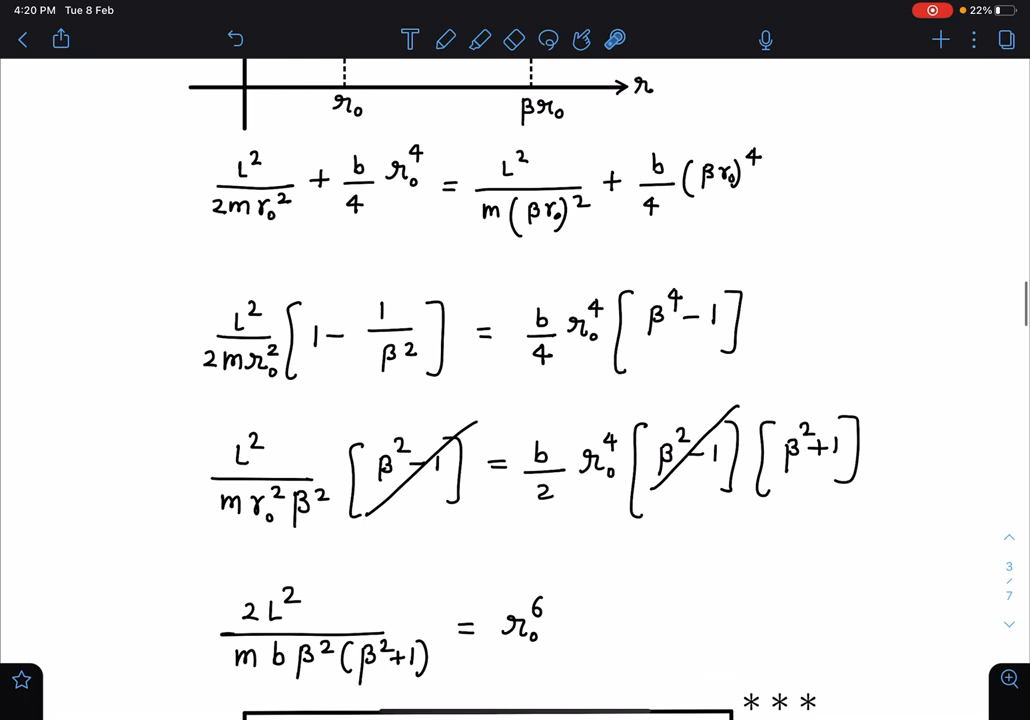 4:20 PM Tue 8 Feb 22%
T
r
r₀ βr₀
L²/2mr₀² + b/4 r₀⁴ = L²/m(βr₀)² + b/4 (βr₀)⁴
L²/2mr₀² [1 - 1/β²] = b/4 r₀⁴ [β⁴ - 1]
L²/mr₀²β² [β² - 1] = b/2 r₀⁴ [β² - 1] [β² + 1]
3/7
2L²/mbβ²(β²+1) = r₀⁶
***